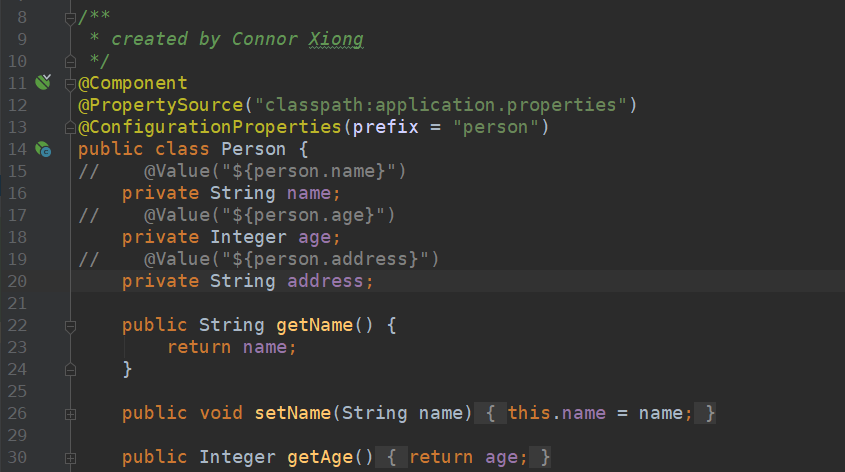 8 /**
9  * created by Connor Xiong
10  */
11 @Component
12 @PropertySource("classpath:application.properties")
13 @ConfigurationProperties(prefix = "person")
14 public class Person {
15 //    @Value("${person.name}")
16     private String name;
17 //    @Value("${person.age}")
18     private Integer age;
19 //    @Value("${person.address}")
20     private String address;
21
22     public String getName() {
23         return name;
24     }
25
26     public void setName(String name) { this.name = name; }
29
30     public Integer getAge() { return age; }